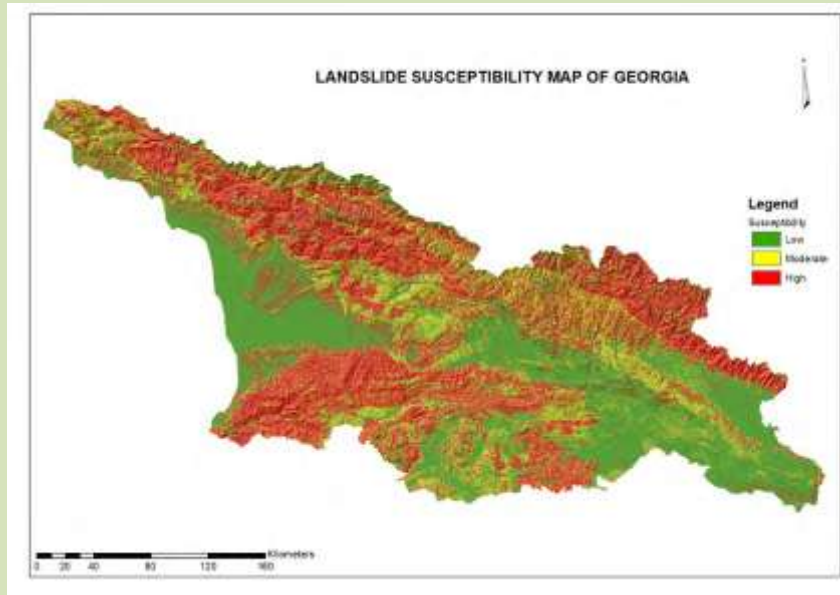 LANDSLIDE SUSCEPTIBILITY MAP OF GEORGIA
Legend
Susceptibility
Low
Moderate
High
Kilometers
0 20 40 80 120 160